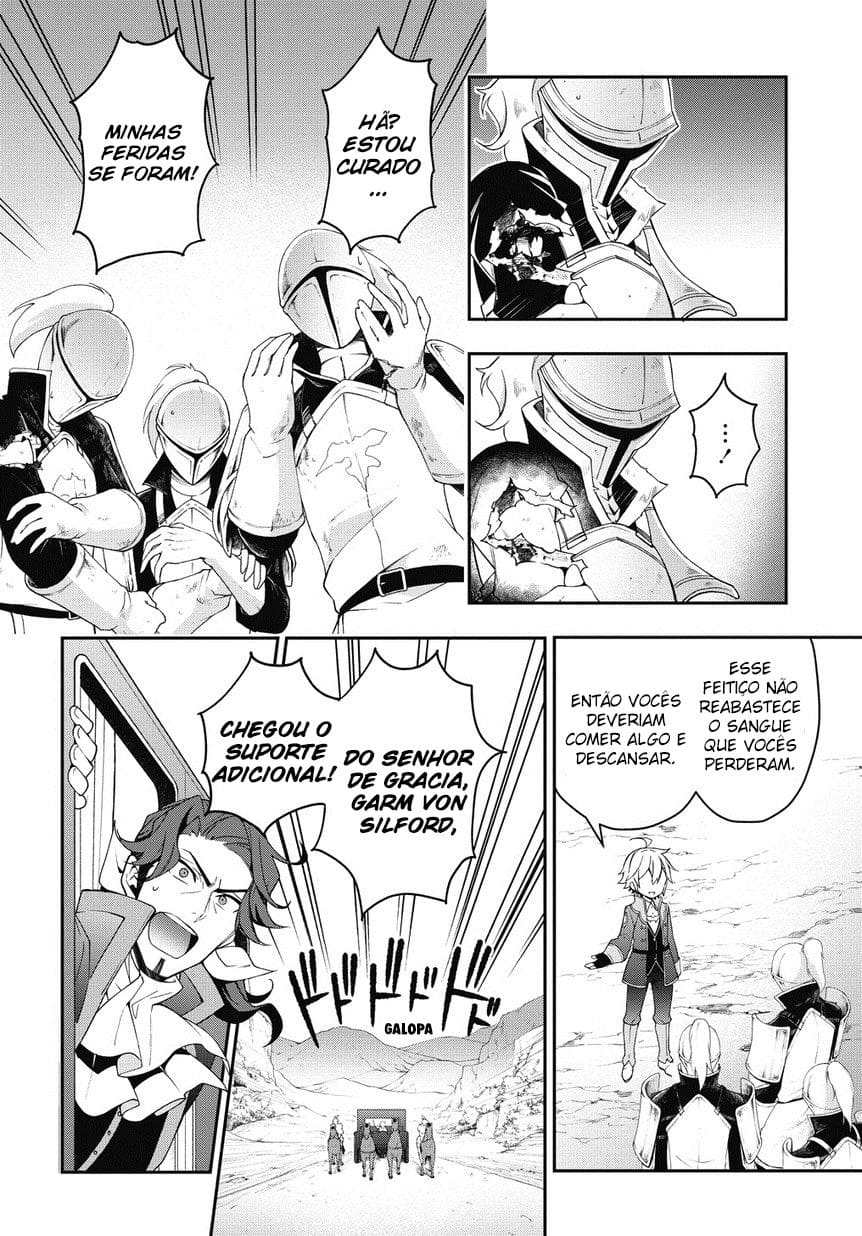 ...!
HÃ?
ESTOU
CURADO
...
MINHAS
FERIDAS
SE FORAM!
ESSE
FEITIÇO NÃO
REABASTECE
O SANGUE
QUE VOCÊS
PERDERAM.
ENTÃO VOCÊS
DEVERIAM
COMER ALGO E
DESCANSAR.
DO SENHOR
DE GRACIA,
GARM VON
SILFORD,
CHEGOU O
SUPORTE
ADICIONAL!
ドドドドッ
GALOPA